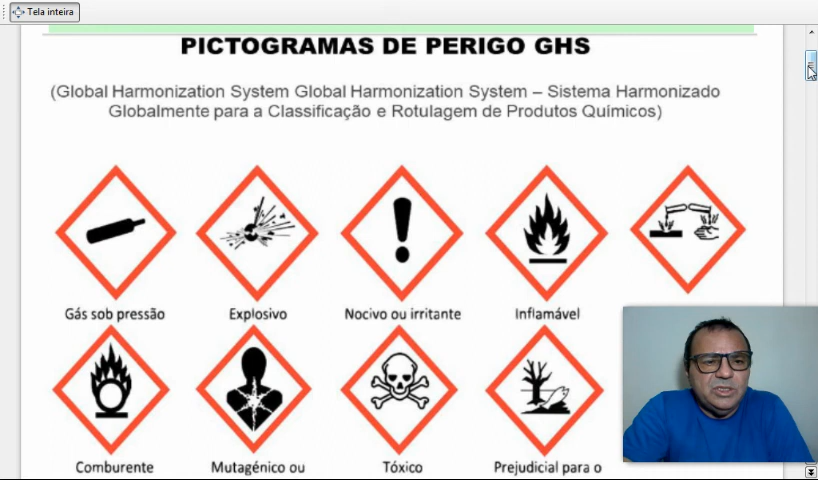 Tela inteira
PICTOGRAMAS DE PERIGO GHS
(Global Harmonization System Global Harmonization System – Sistema Harmonizado
Globalmente para a Classificação e Rotulagem de Produtos Químicos)
Gás sob pressão
Explosivo
Nocivo ou irritante
Inflamável
Comburente
Mutagénico ou
Tóxico
Prejudicial para o